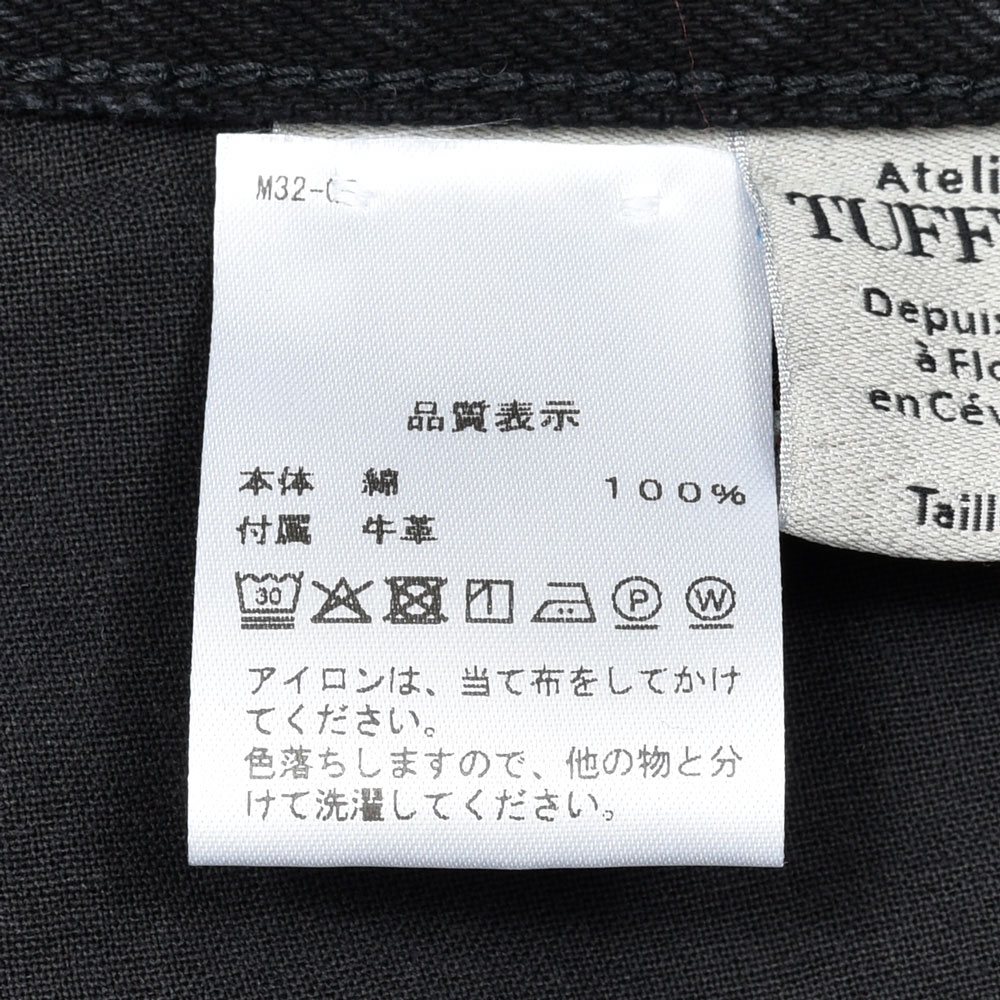 M32-0
品質表示
本体 綿 100%
付属 牛革
30
P
W
アイロンは、当て布をしてかけ
てください。
色落ちしますので、他の物と分
けて洗濯してください。
Ateli
TUFF
Depuis
à Flo
en Cév
Taill